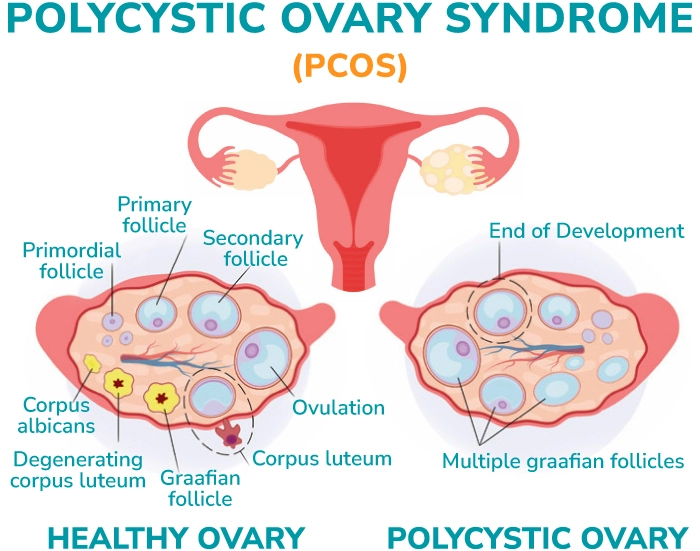 POLYCYSTIC OVARY SYNDROME
(PCOS)
Primary
follicle
Primordial
follicle
Secondary
follicle
End of Development
Corpus
albicans
Ovulation
Degenerating
corpus luteum
Graafian
follicle
Corpus luteum
Multiple graafian follicles
HEALTHY OVARY
POLYCYSTIC OVARY